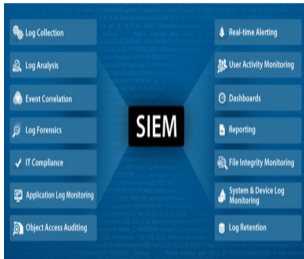 Log Collection
Log Analysis
Event Correlation
Log Forensics
IT Compliance
Application Log Monitoring
Object Access Auditing
SIEM
Real-time Alerting
User Activity Monitoring
Dashboards
Reporting
File Integrity Monitoring
System & Device Log
Monitoring
Log Retention